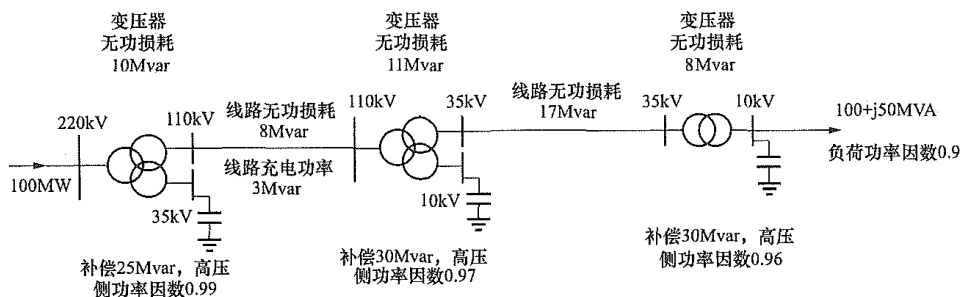 变压器
无功损耗
10Mvar
变压器
无功损耗
11Mvar
变压器
无功损耗
8Mvar
220kV
110kV
线路无功损耗
8Mvar
线路充电功率
3Mvar
110kV
35kV
线路无功损耗
17Mvar
35kV
10kV
100+j50MVA
负荷功率因数0.9
100MW
35kV
10kV
补偿25Mvar，高压
侧功率因数0.99
补偿30Mvar，高压
侧功率因数0.97
补偿30Mvar，高压
侧功率因数0.96